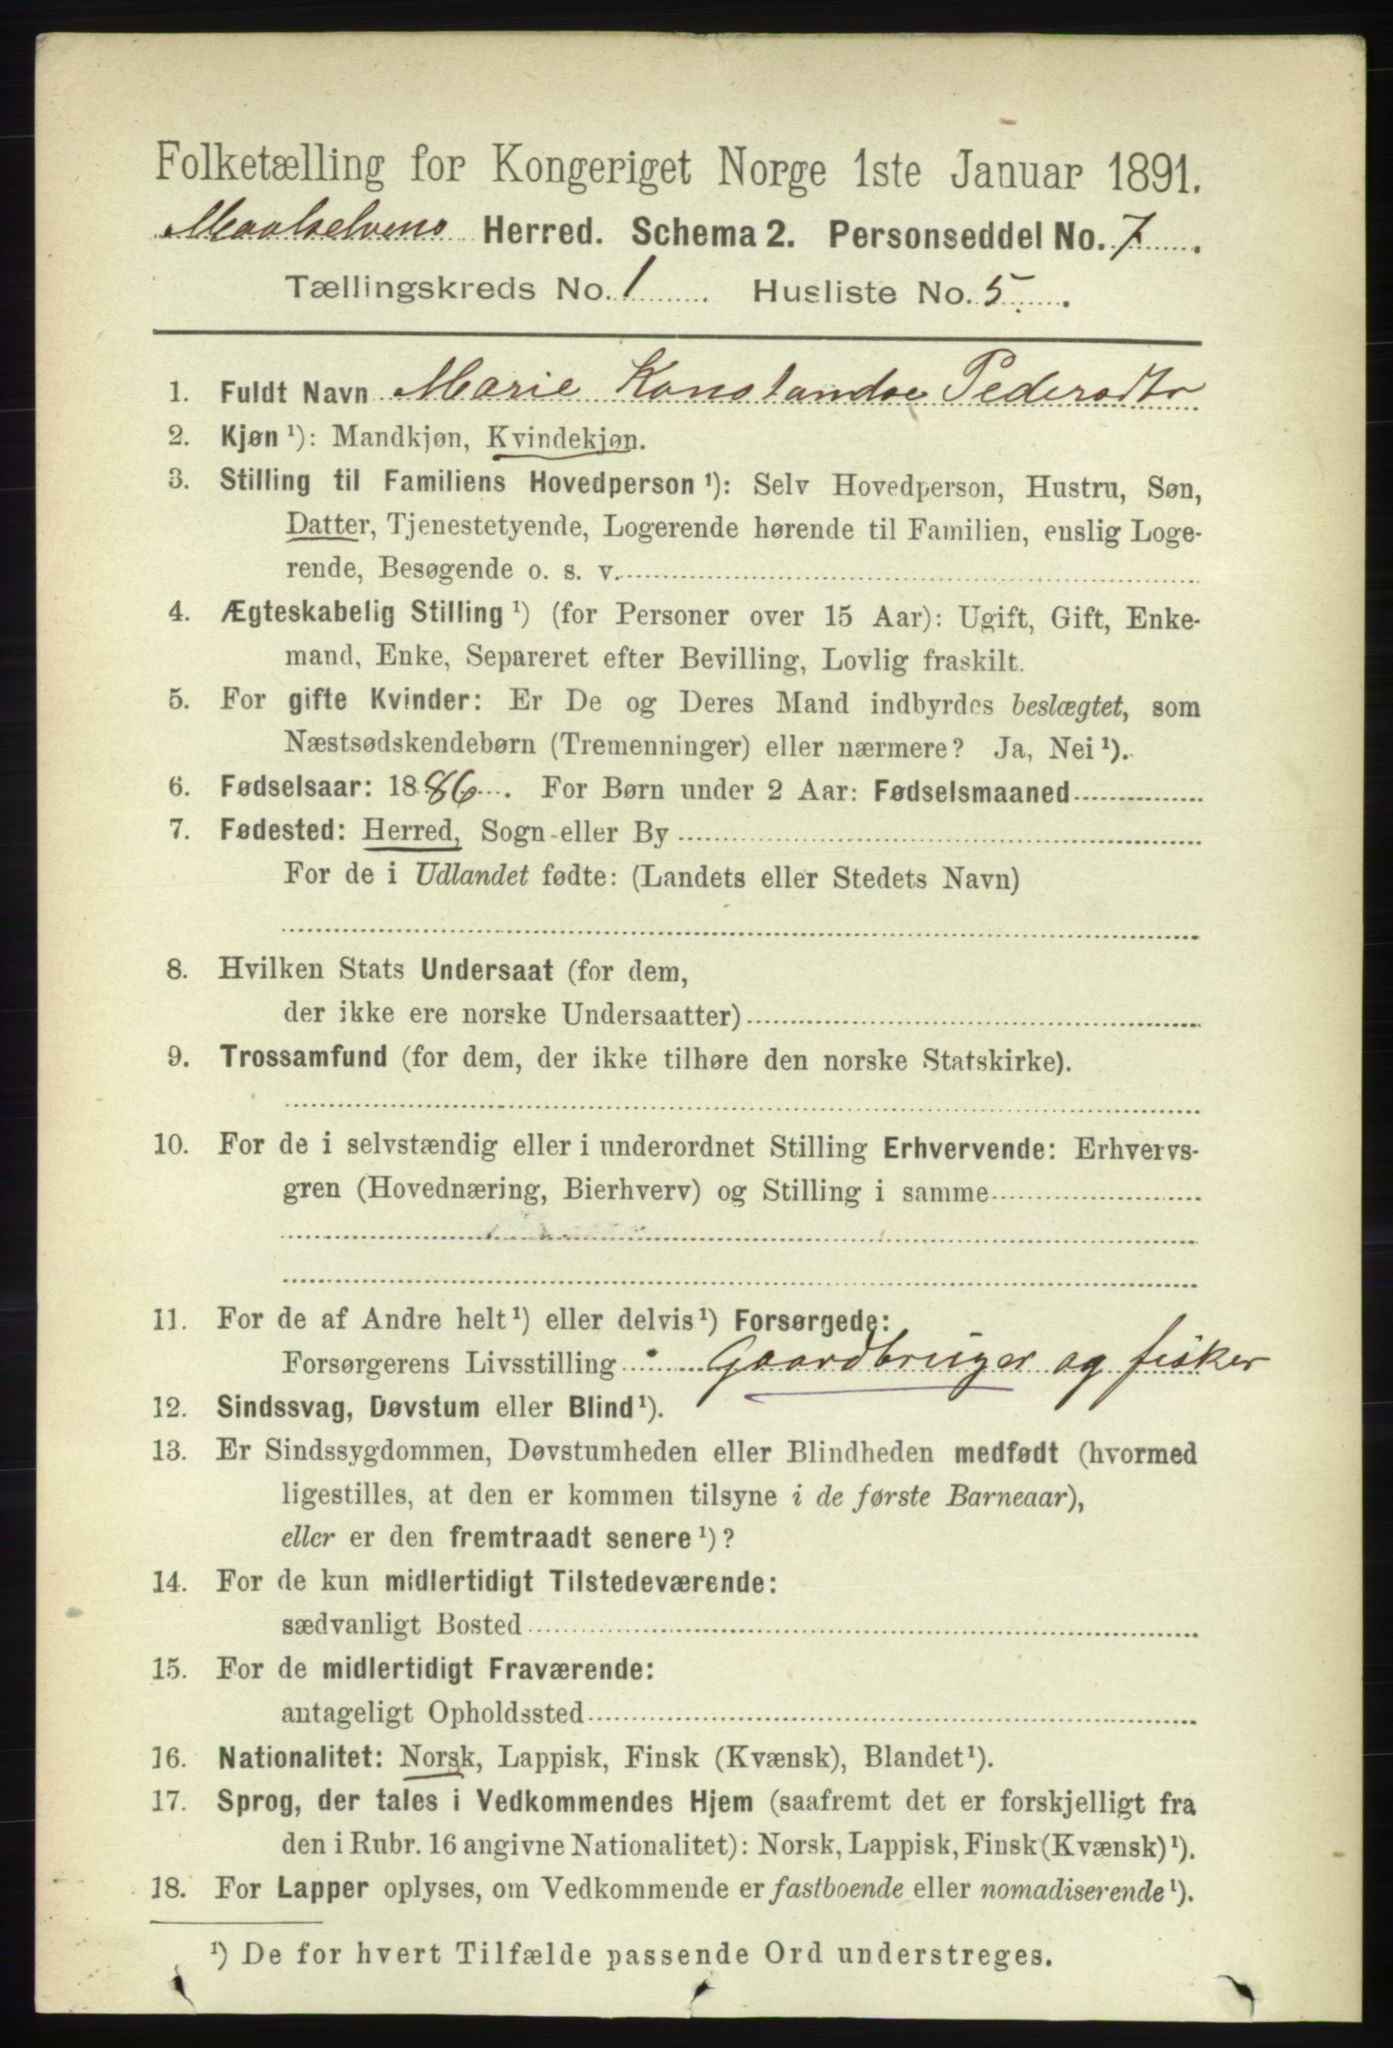 Folketælling for Kongeriget Norge 1ste Januar 1891.
Maalselvens Herred. Schema 2. Personseddel No. 7.
Tællingskreds No. 1 Husliste No. 5.
1. Fuldt Navn Marie Konstandse Pedersdtr
2. Kjøn ¹): Mandkjøn, Kvindekjøn.
3. Stilling til Familiens Hovedperson ¹): Selv Hovedperson, Hustru, Søn,
Datter, Tjenestetyende, Logerende hørende til Familien, enslig Loge-
rende, Besøgende o. s. v.
4. Ægteskabelig Stilling ¹) (for Personer over 15 Aar): Ugift, Gift, Enke-
mand, Enke, Separeret efter Bevilling, Lovlig fraskilt.
5. For gifte Kvinder: Er De og Deres Mand indbyrdes beslægtet, som
Næstsødskendebørn (Tremenninger) eller nærmere? Ja, Nei ¹).
6. Fødselsaar: 1886. For Børn under 2 Aar: Fødselsmaaned
7. Fødested: Herred, Sogn eller By
For de i Udlandet fødte: (Landets eller Stedets Navn)
8. Hvilken Stats Undersaat (for dem,
der ikke ere norske Undersaatter)
9. Trossamfund (for dem, der ikke tilhøre den norske Statskirke).
10. For de i selvstændig eller i underordnet Stilling Erhvervende: Erhvervs-
gren (Hovednæring, Bierhverv) og Stilling i samme
11. For de af Andre helt ¹) eller delvis ¹) Forsørgede:
Forsørgerens Livsstilling Gaardbruger og fisker
12. Sindssvag, Døvstum eller Blind ¹).
13. Er Sindssygdommen, Døvstumheden eller Blindheden medfødt (hvormed
ligestilles, at den er kommen tilsyne i de første Barneaar),
eller er den fremtraadt senere ¹)?
14. For de kun midlertidigt Tilstedeværende:
sædvanligt Bosted
15. For de midlertidigt Fraværende:
antageligt Opholdssted
16. Nationalitet: Norsk, Lappisk, Finsk (Kvænsk), Blandet ¹).
17. Sprog, der tales i Vedkommendes Hjem (saafremt det er forskjelligt fra
den i Rubr. 16 angivne Nationalitet): Norsk, Lappisk, Finsk (Kvænsk) ¹).
18. For Lapper oplyses, om Vedkommende er fastboende eller nomadiserende ¹).
¹) De for hvert Tilfælde passende Ord understreges.